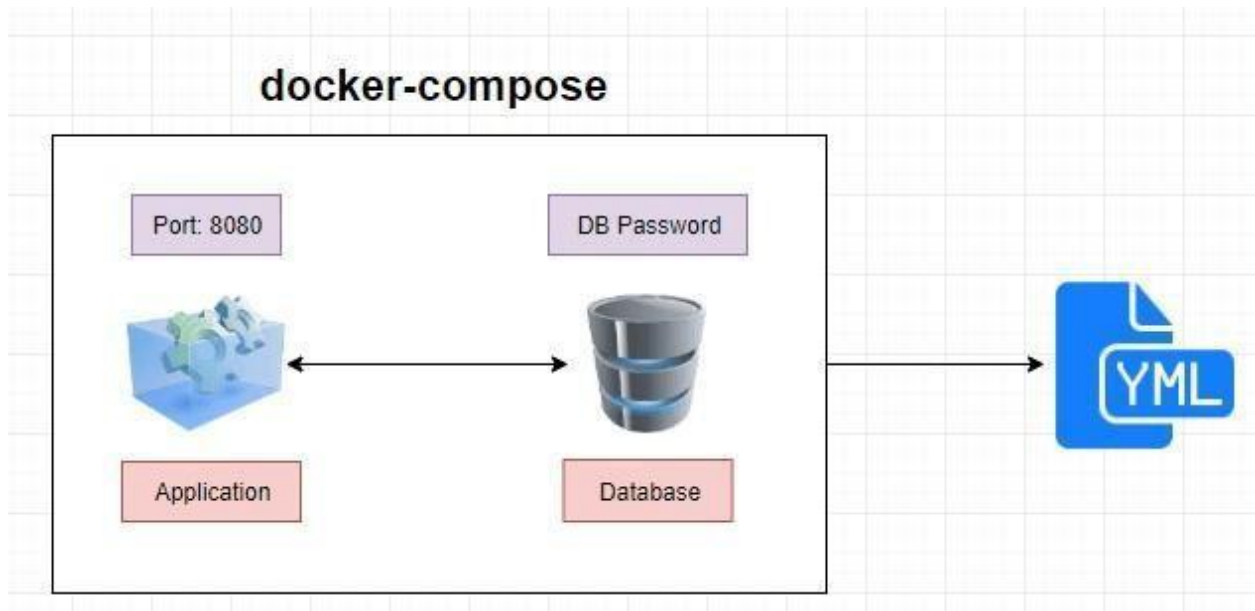 docker-compose
Port: 8080
DB Password
YML
Application
Database